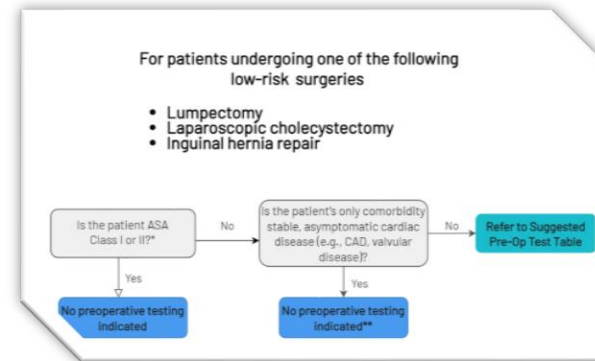 For patients undergoing one of the following
low-risk surgeries
• Lumpectomy
• Laparoscopic cholecystectomy
• Inguinal hernia repair
Is the patient ASA
Class I or II?*
No
Is the patient's only comorbidity
stable, asymptomatic cardiac
disease (e.g., CAD, valvular
disease)?
No
Refer to Suggested
Pre-Op Test Table
Yes
Yes
No preoperative testing
indicated
No preoperative testing
indicated**